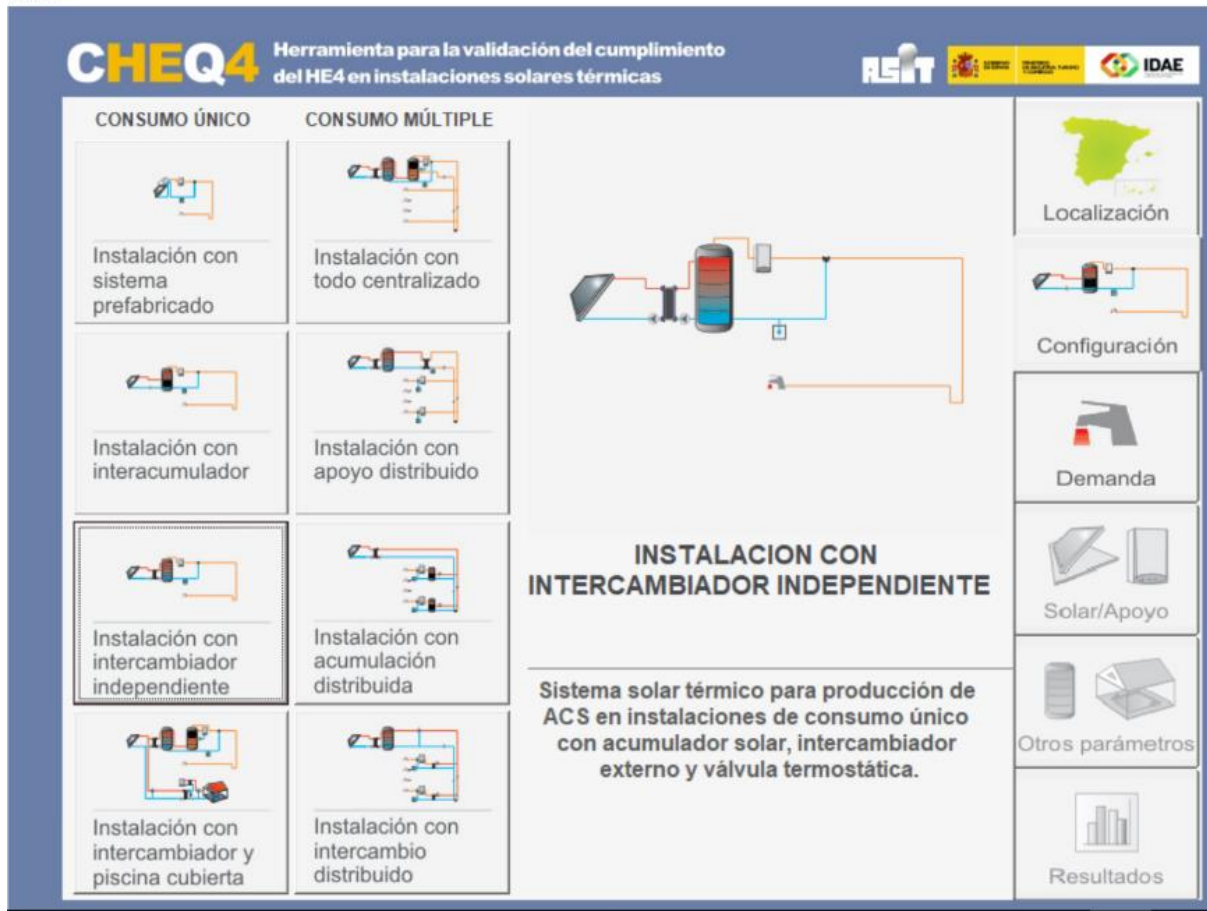 CHEQ4
Herramienta para la validación del cumplimiento
del HE4 en instalaciones solares térmicas
ASIT
IDAE
CONSUMO ÚNICO
CONSUMO MÚLTIPLE
Instalación con
sistema
prefabricado
Instalación con
todo centralizado
Instalación con
interacumulador
Instalación con
apoyo distribuido
Instalación con
intercambiador
independiente
Instalación con
acumulación
distribuida
Instalación con
intercambiador y
piscina cubierta
Instalación con
intercambio
distribuido
INSTALACION CON
INTERCAMBIADOR INDEPENDIENTE
Sistema solar térmico para producción de
ACS en instalaciones de consumo único
con acumulador solar, intercambiador
externo y válvula termostática.
Localización
Configuración
Demanda
Solar/Apoyo
Otros parámetros
Resultados